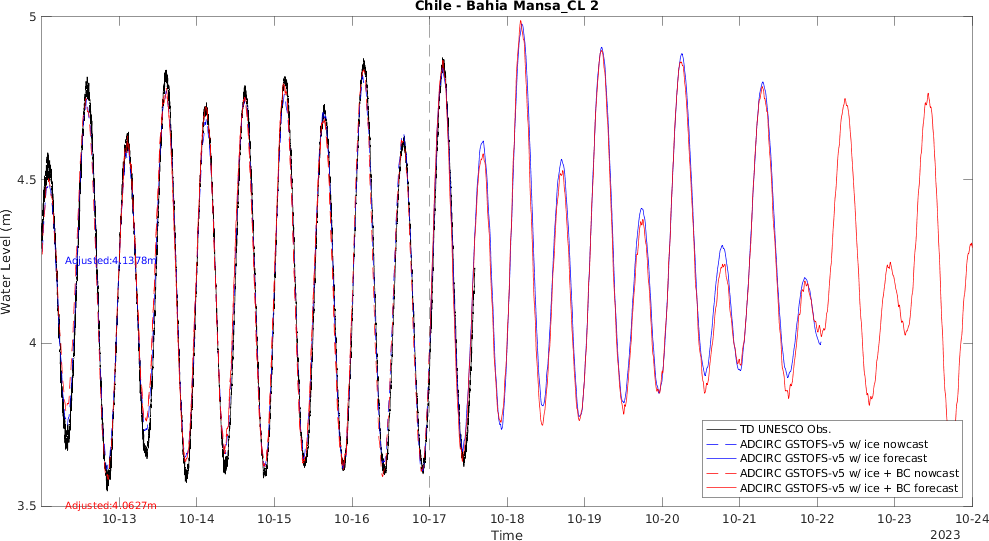 Chile - Bahia Mansa_CL 2
5
4.5
4
3.5
Water Level (m)
Adjusted:4.1378m
Adjusted:4.0627m
TD UNESCO Obs.
ADCIRC GSTOFS-v5 w/ ice nowcast
ADCIRC GSTOFS-v5 w/ ice forecast
ADCIRC GSTOFS-v5 w/ ice + BC nowcast
ADCIRC GSTOFS-v5 w/ ice + BC forecast
10-13 10-14 10-15 10-16 10-17 10-18 10-19 10-20 10-21 10-22 10-23 10-24
Time
2023